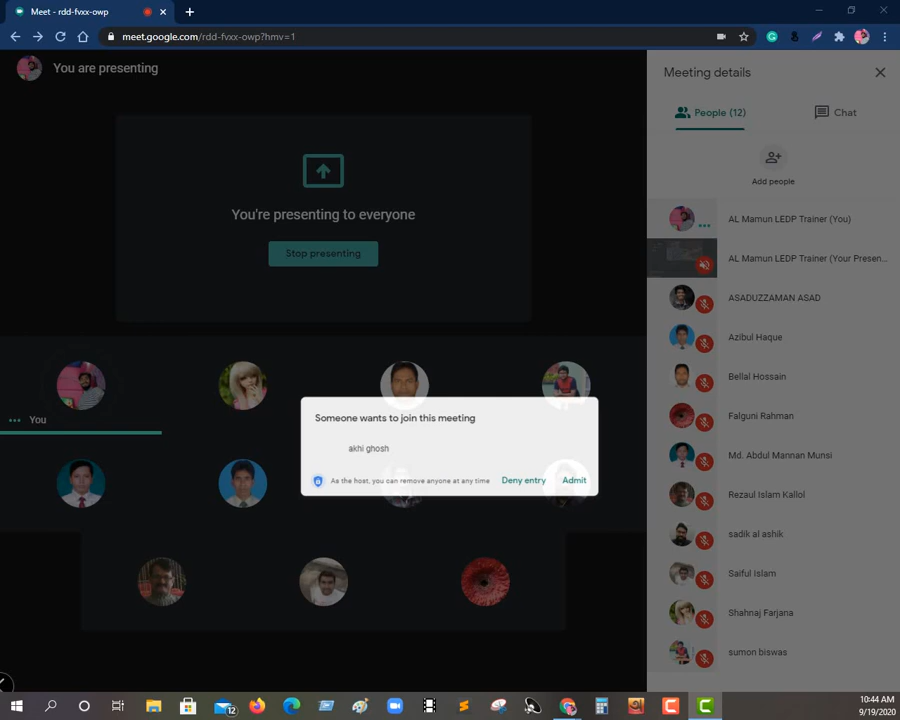 Meet - rdd-fvxx-owp
meet.google.com/rdd-fvxx-owp?hmv=1
You are presenting
You're presenting to everyone
Stop presenting
You
Someone wants to join this meeting
akhi ghosh
As the host, you can remove anyone at any time
Deny entry
Admit
Meeting details
People (12)
Chat
Add people
AL Mamun LEDP Trainer (You)
AL Mamun LEDP Trainer (Your Presen...
ASADUZZAMAN ASAD
Azibul Haque
Bellal Hossain
Falguni Rahman
Md. Abdul Mannan Munsi
Rezaul Islam Kallol
sadik al ashik
Saiful Islam
Shahnaj Farjana
sumon biswas
12
10:44 AM
9/19/2020